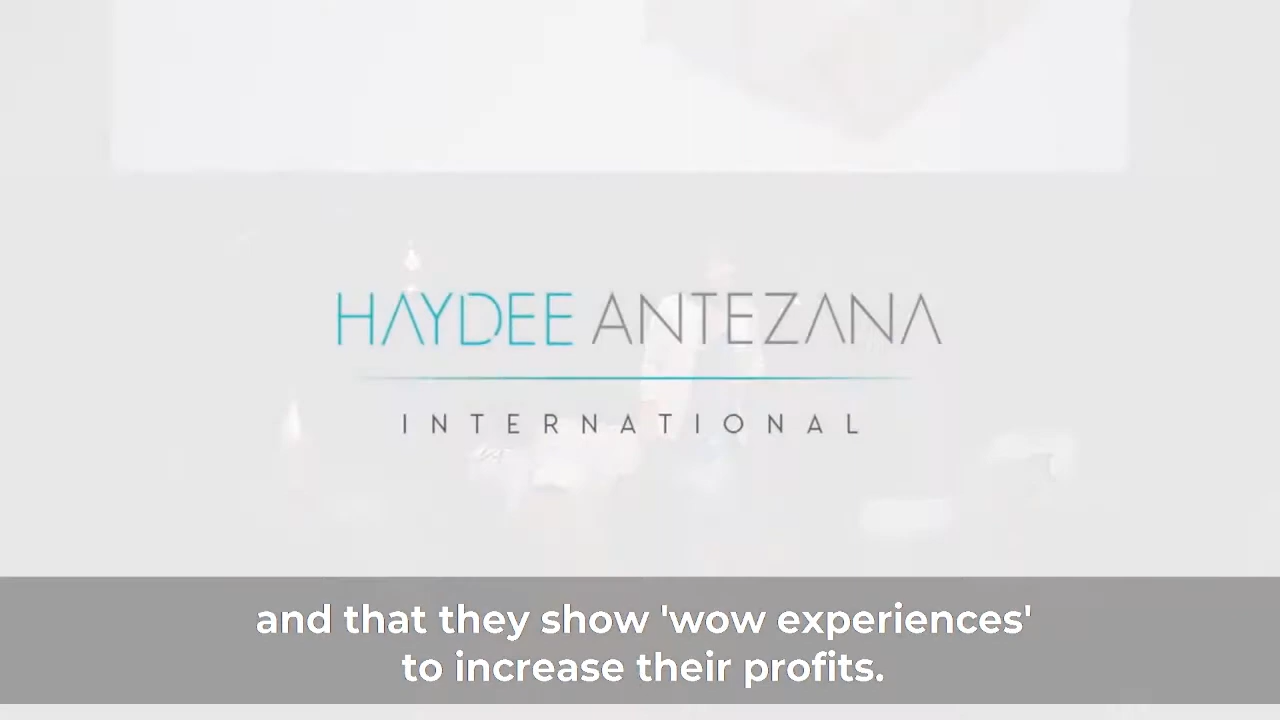 HAYDEE ANTEZANA
INTERNATIONAL
and that they show 'wow experiences'
to increase their profits.